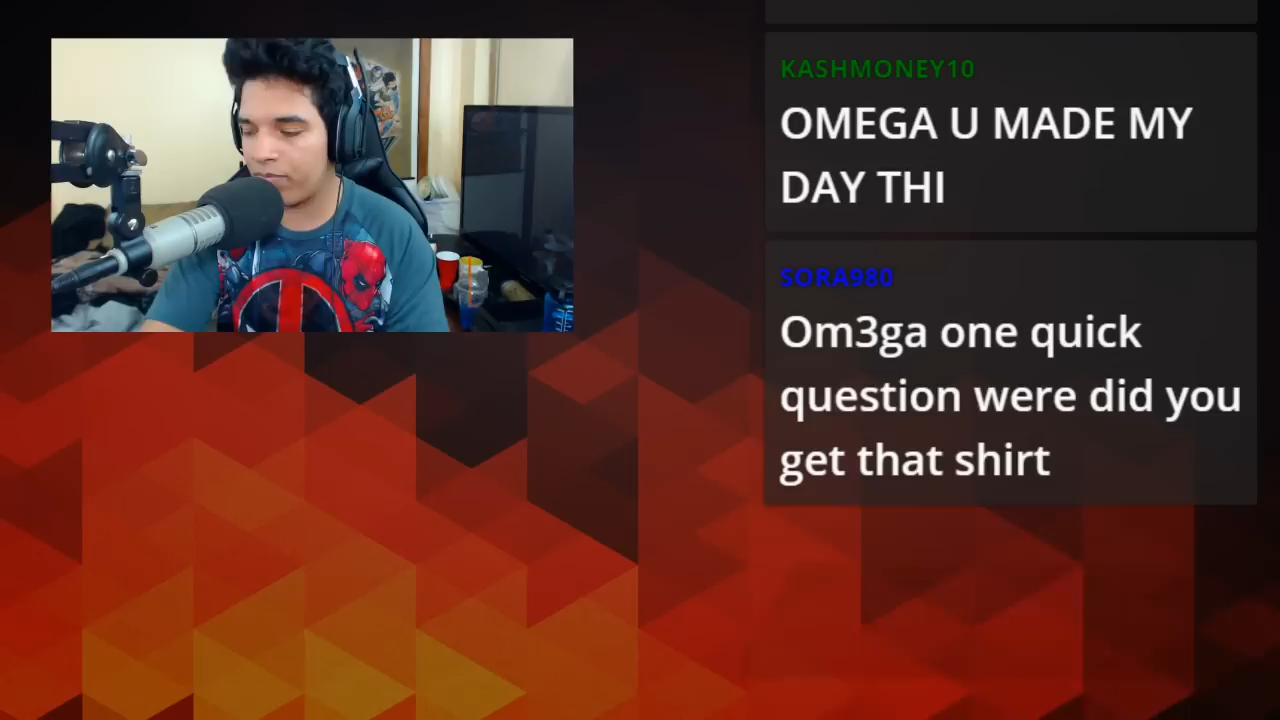 KASHMONEY10
OMEGA U MADE MY
DAY THI
SORA980
Om3ga one quick
question were did you
get that shirt